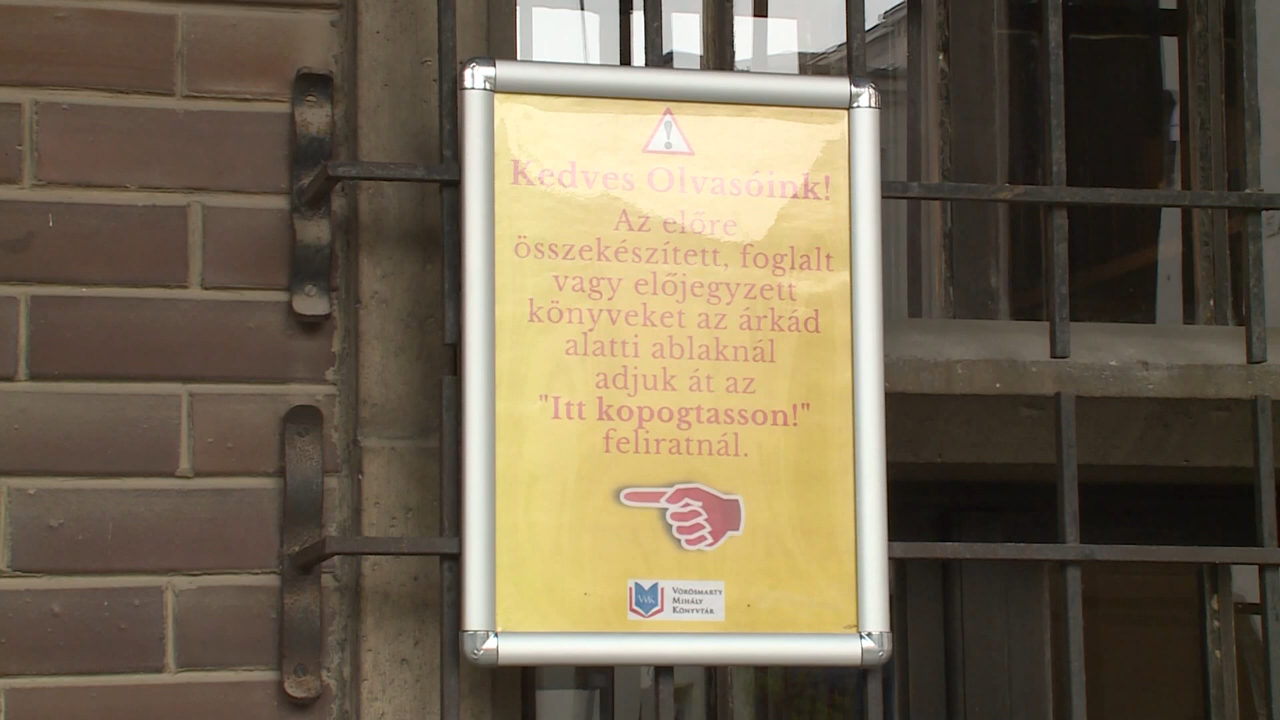 Kedves Olvasóink!
Az előre
összekészített, foglalt
vagy előjegyzett
könyveket az árkád
alatti ablaknál
adjuk át az
"Itt kopogtasson!"
feliratnál.
VMK
Vörösmarty
Mihály
Könyvtár